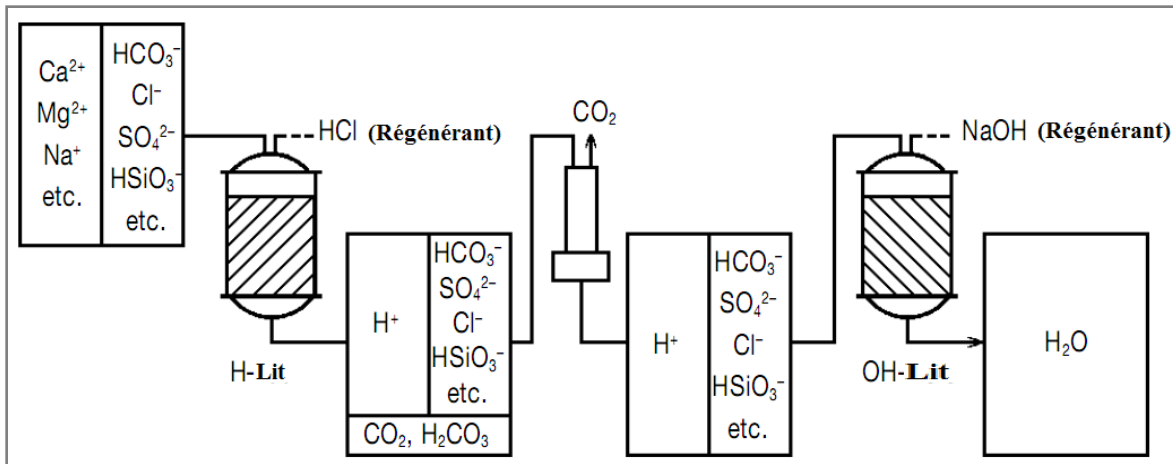 Ca²⁺
Mg²⁺
Na⁺
etc.
HCO₃⁻
Cl⁻
SO₄²⁻
HSiO₃⁻
etc.
HCl (Régénérant)
H-Lit
H⁺
HCO₃⁻
SO₄²⁻
Cl⁻
HSiO₃⁻
etc.
CO₂, H₂CO₃
CO₂
H⁺
HCO₃⁻
SO₄²⁻
Cl⁻
HSiO₃⁻
etc.
NaOH (Régénérant)
OH-Lit
H₂O